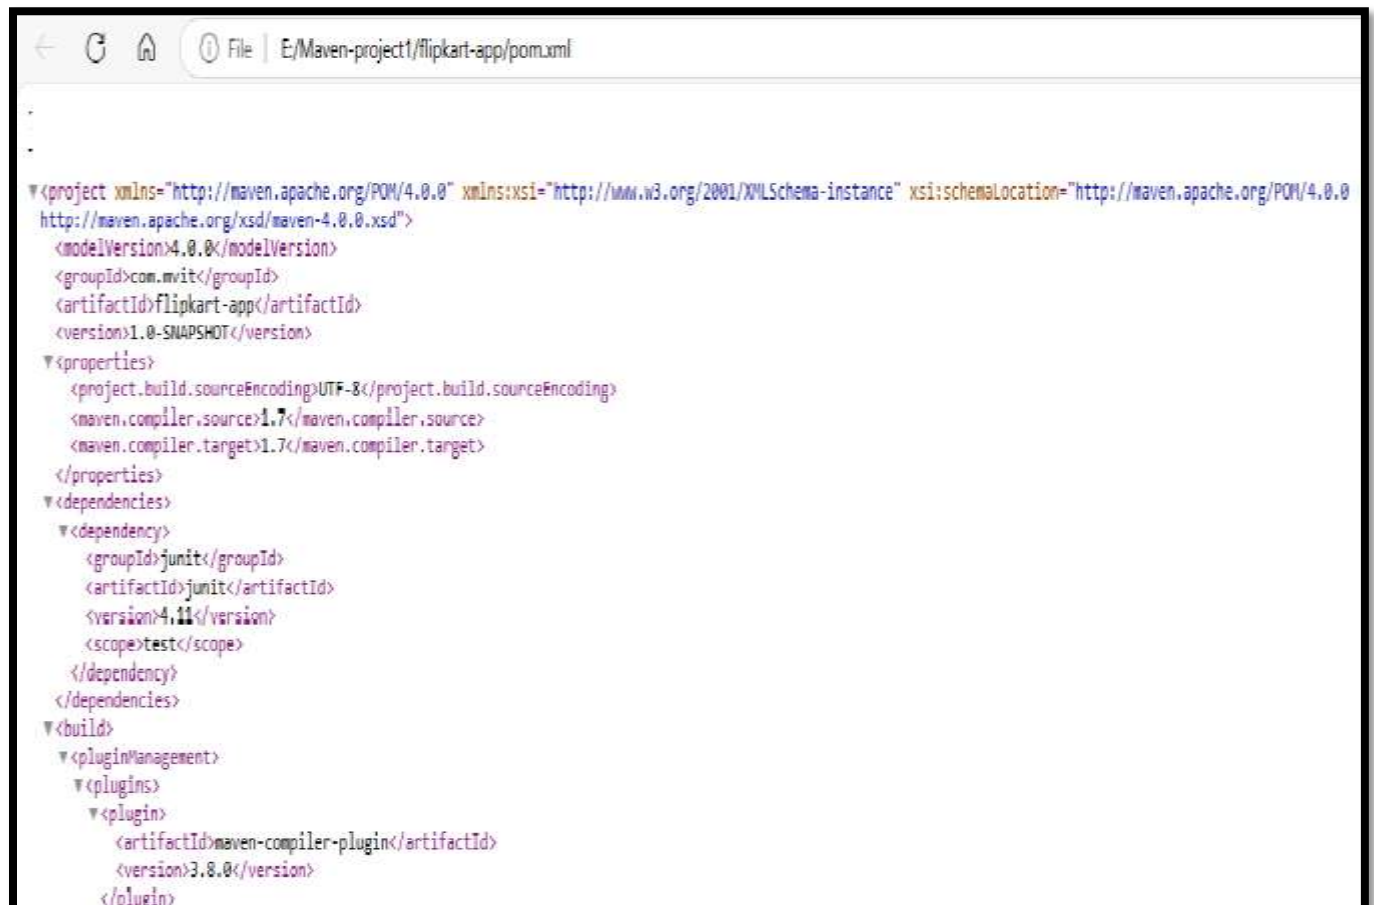 File | E:/Maven-project1/flipkart-app/pom.xml
-
-
▼<project xmlns="http://maven.apache.org/POM/4.0.0" xmlns:xsi="http://www.w3.org/2001/XMLSchema-instance" xsi:schemaLocation="http://maven.apache.org/POM/4.0.0
http://maven.apache.org/xsd/maven-4.0.0.xsd">
<modelVersion>4.0.0</modelVersion>
<groupId>com.mvit</groupId>
<artifactId>flipkart-app</artifactId>
<version>1.0-SNAPSHOT</version>
▼<properties>
<project.build.sourceEncoding>UTF-8</project.build.sourceEncoding>
<maven.compiler.source>1.7</maven.compiler.source>
<maven.compiler.target>1.7</maven.compiler.target>
</properties>
▼<dependencies>
▼<dependency>
<groupId>junit</groupId>
<artifactId>junit</artifactId>
<version>4.11</version>
<scope>test</scope>
</dependency>
</dependencies>
▼<build>
▼<pluginManagement>
▼<plugins>
▼<plugin>
<artifactId>maven-compiler-plugin</artifactId>
<version>3.8.0</version>
</plugin>